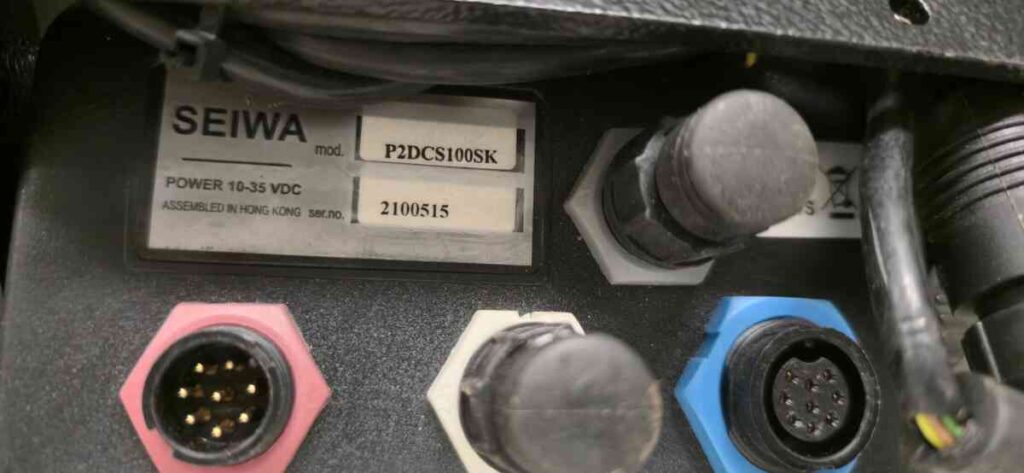 SEIWA
mod. P2DCS100SK
POWER 10-35 VDC
ASSEMBLED IN HONG KONG ser.no. 2100515